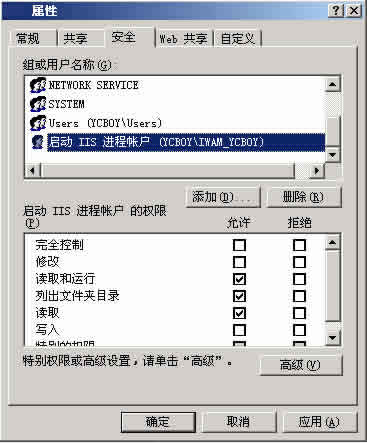 属性
常规 共享 安全 Web 共享 自定义
组或用户名称(G):
NETWORK SERVICE
SYSTEM
Users (YCBOY\Users)
启动 IIS 进程帐户 (YCBOY\IWAM_YCBOY)
添加(D)... 删除(R)
启动 IIS 进程帐户 的权限
(P) 允许 拒绝
完全控制
修改
读取和运行
列出文件夹目录
读取
写入
特别的权限
特别权限或高级设置，请单击“高级”。
高级(V)
确定 取消 应用(A)